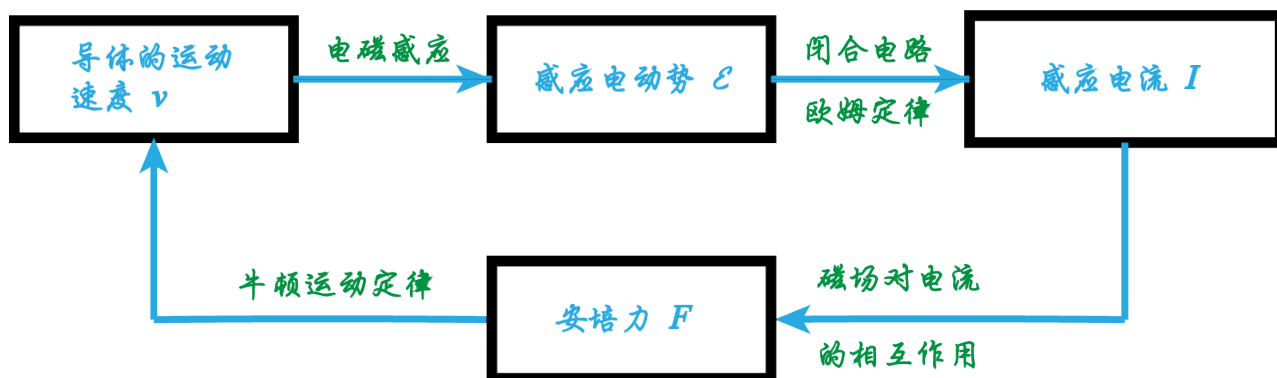 导体的运动
速度 v
电磁感应
感应电动势 ℰ
闭合电路
欧姆定律
感应电流 I
磁场对电流
的相互作用
安培力 F
牛顿运动定律